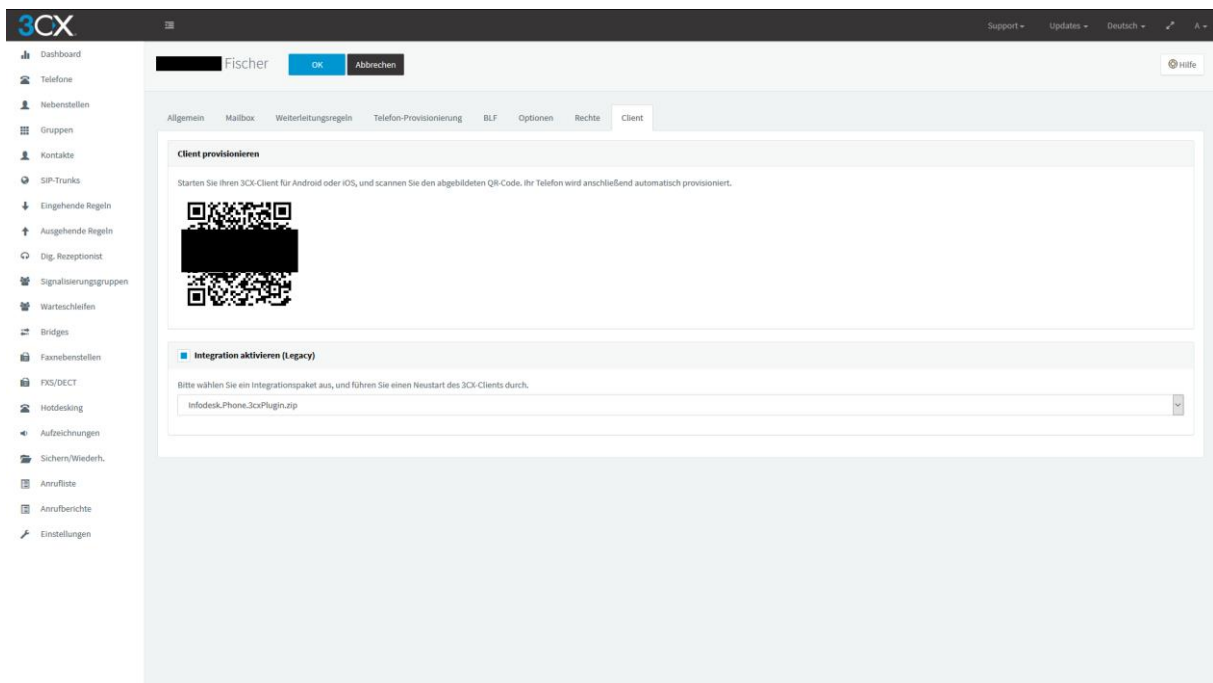 3CX
Support
Updates
Deutsch
A
Dashboard
Telefone
Nebenstellen
Gruppen
Kontakte
SIP-Trunks
Eingehende Regeln
Ausgehende Regeln
Dig. Rezeptionist
Signalisierungsgruppen
Warteschleifen
Bridges
Faxnebenstellen
FXS/DECT
Hotdesking
Aufzeichnungen
Sichern/Wiederh.
Anrufliste
Anrufberichte
Einstellungen
Fischer
OK
Abbrechen
Hilfe
Allgemein
Mailbox
Weiterleitungsregeln
Telefon-Provisionierung
BLF
Optionen
Rechte
Client
Client provisionieren
Starten Sie Ihren 3CX-Client für Android oder iOS, und scannen Sie den abgebildeten QR-Code. Ihr Telefon wird anschließend automatisch provisioniert.
Integration aktivieren (Legacy)
Bitte wählen Sie ein Integrationspaket aus, und führen Sie einen Neustart des 3CX-Clients durch.
Infodesk.Phone.3cxPlugin.zip